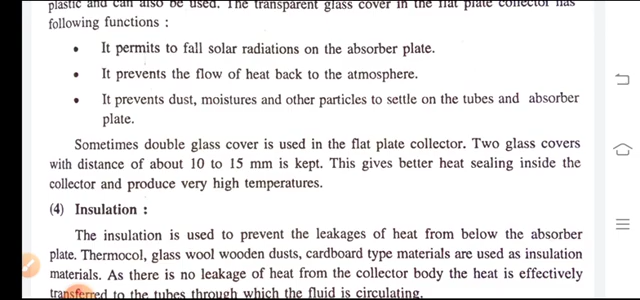 plastic and can also be used. The transparent glass cover in the flat plate collector has
following functions :
• It permits to fall solar radiations on the absorber plate.
• It prevents the flow of heat back to the atmosphere.
• It prevents dust, moistures and other particles to settle on the tubes and absorber
plate.
Sometimes double glass cover is used in the flat plate collector. Two glass covers
with distance of about 10 to 15 mm is kept. This gives better heat sealing inside the
collector and produce very high temperatures.
(4) Insulation :
The insulation is used to prevent the leakages of heat from below the absorber
plate. Thermocol, glass wool wooden dusts, cardboard type materials are used as insulation
materials. As there is no leakage of heat from the collector body the heat is effectively
transferred to the tubes through which the fluid is circulating.